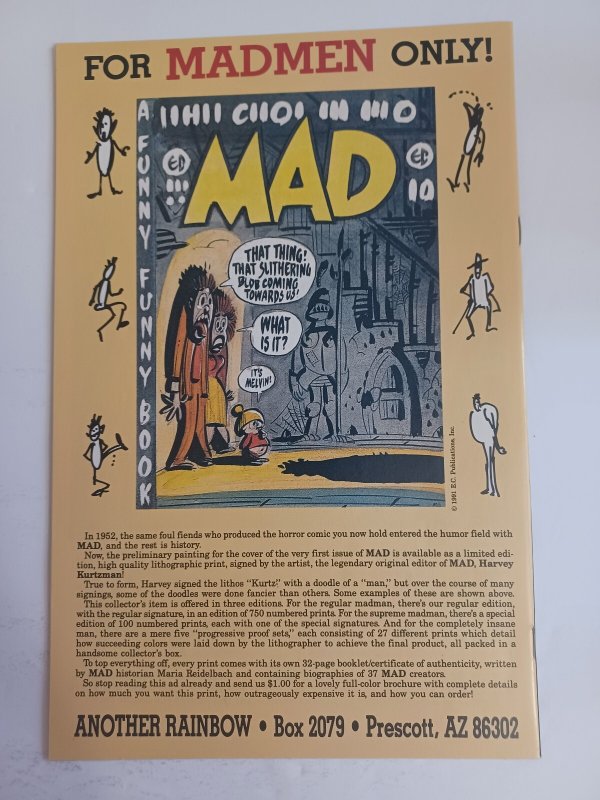 FOR MADMEN ONLY!
A FUNNY FUNNY BOOK
EC
MAD
EC
10
THAT THING!
THAT SLITHERING
BLOB COMING
TOWARDS US!
WHAT
IS IT?
IT'S
MELVIN!
© 1991 E.C. Publications, Inc
In 1952, the same foul fiends who produced the horror comic you now hold entered the humor field with
MAD, and the rest is history.
Now, the preliminary painting for the cover of the very first issue of MAD is available as a limited edi-
tion, high quality lithographic print, signed by the artist, the legendary original editor of MAD, Harvey
Kurtzman!
True to form, Harvey signed the lithos "Kurtz:" with a doodle of a "man," but over the course of many
signings, some of the doodles were done fancier than others. Some examples of these are shown above.
This collector's item is offered in three editions. For the regular madman, there's our regular edition,
with the regular signature, in an edition of 750 numbered prints. For the supreme madman, there's a special
edition of 100 numbered prints, each with one of the special signatures. And for the completely insane
man, there are a mere five "progressive proof sets," each consisting of 27 different prints which detail
how succeeding colors were laid down by the lithographer to achieve the final product, all packed in a
handsome collector's box.
To top everything off, every print comes with its own 32-page booklet/certificate of authenticity, written
by MAD historian Maria Reidelbach and containing biographies of 37 MAD creators.
So stop reading this ad already and send us $1.00 for a lovely full-color brochure with complete details
on how much you want this print, how outrageously expensive it is, and how you can order!
ANOTHER RAINBOW • Box 2079 • Prescott, AZ 86302